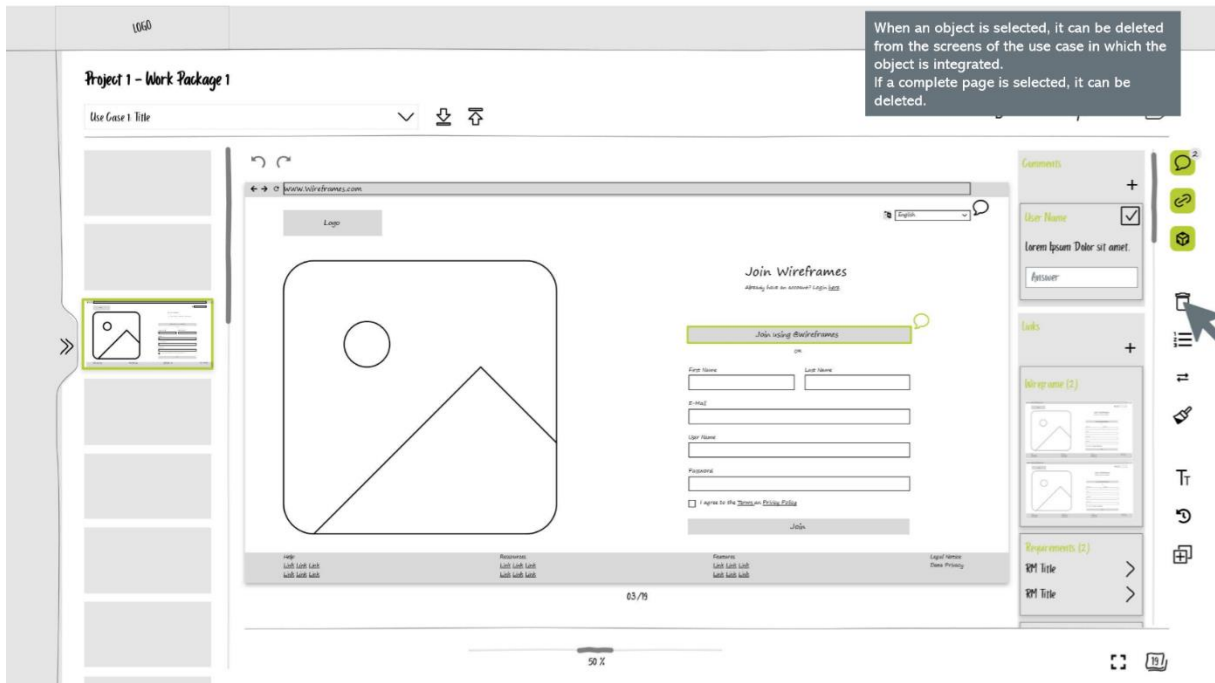 LOGO
When an object is selected, it can be deleted
from the screens of the use case in which the
object is integrated.
If a complete page is selected, it can be
deleted.
Project 1 - Work Package 1
Use Case 1 Title
Comments
+
2
www.Wireframes.com
Logo
English
User Name
Lorem Ipsum Dolor sit amet.
Answer
Join Wireframes
Already have an account? Login here
Join using @wireframes
OR
First Name
Last Name
E-Mail
User Name
Password
I agree to the Terms an Privacy Policy
Join
Links
+
Wireframe (2)
Requirements (2)
RM Title
RM Title
Help
Link Link Link
Link Link Link
Resources
Link Link Link
Link Link Link
Features
Link Link Link
Link Link Link
Legal Notice
Data Privacy
03/19
50 %
19
Tt